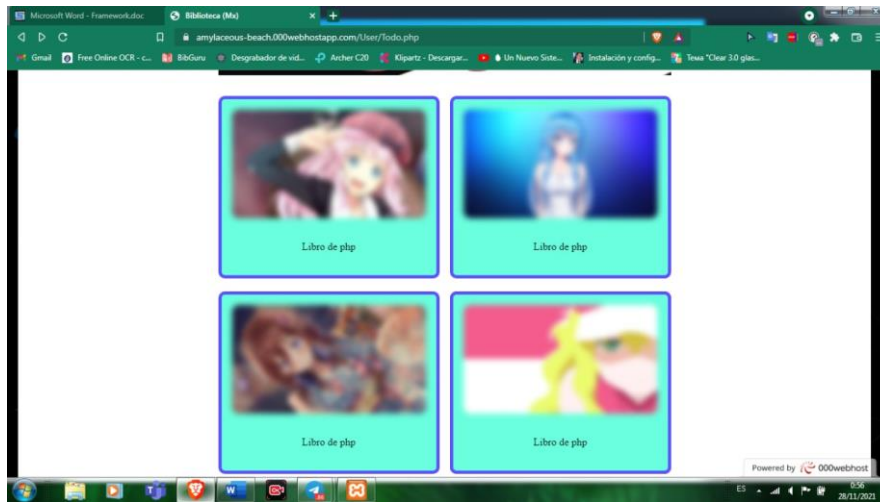 Microsoft Word - Framework.doc
Biblioteca (Mx)
amylaceous-beach.000webhostapp.com/User/Todo.php
Gmail
Free Online OCR - c...
BibGuru
Desgrabador de vid...
Archer C20
Klipartz - Descargar...
Un Nuevo Siste...
Instalación y config...
Tewa "Clear 3.0 glas...
Libro de php
Libro de php
Libro de php
Libro de php
Powered by 000webhost
ES
0:56
28/11/2021